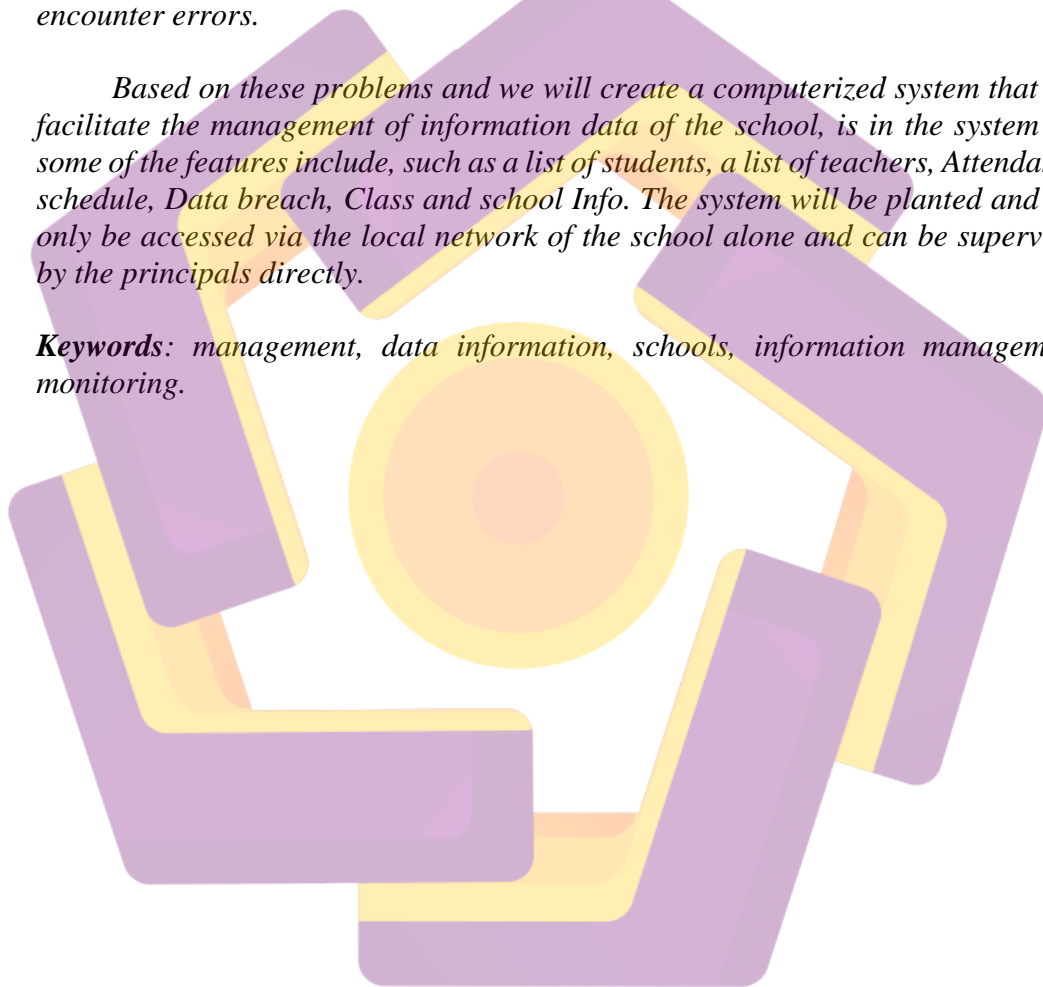 encounter errors.
Based on these problems and we will create a computerized system that
facilitate the management of information data of the school, is in the system
some of the features include, such as a list of students, a list of teachers, Attenda
schedule, Data breach, Class and school Info. The system will be planted and
only be accessed via the local network of the school alone and can be superv
by the principals directly.
Keywords: management, data information, schools, information managem
monitoring.